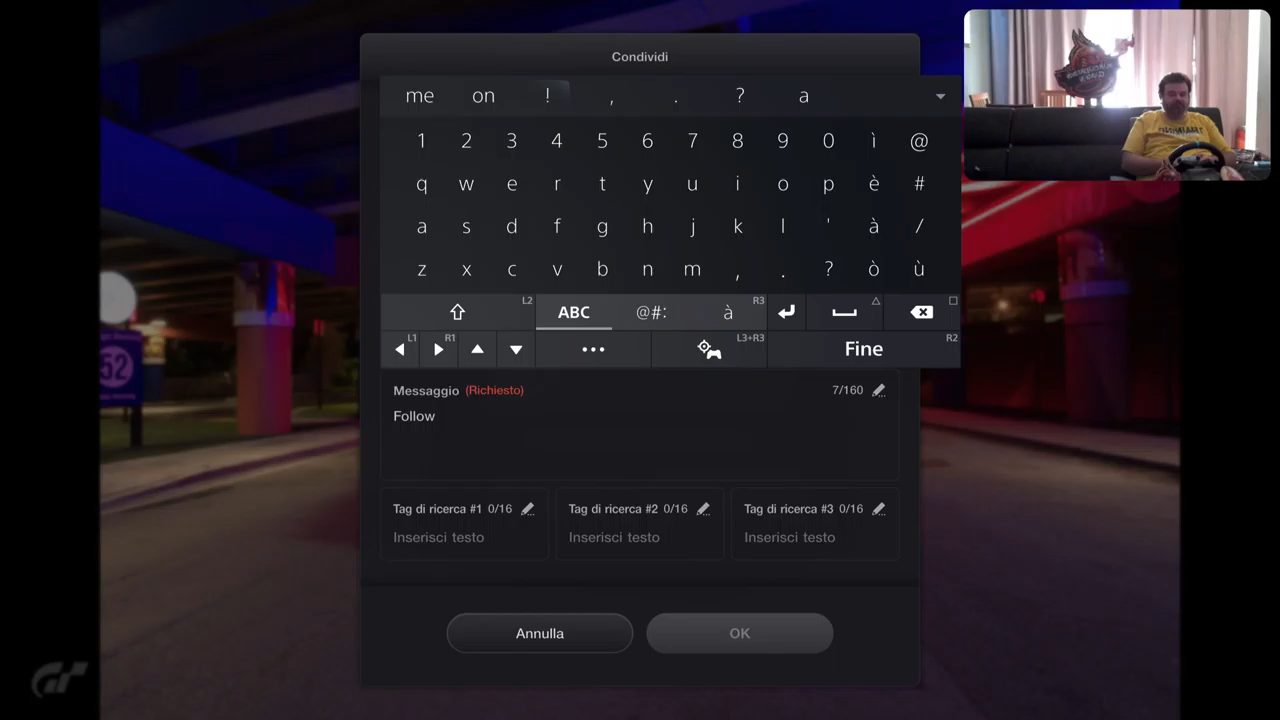 Condividi
me on ! , . ? a
1 2 3 4 5 6 7 8 9 0 ì @
q w e r t y u i o p è #
a s d f g h j k l ' à /
z x c v b n m , . ? ò ù
L2 ABC @#: à R3
L1 R1 ••• L3+R3 Fine R2
Messaggio (Richiesto) 7/160
Follow
Tag di ricerca #1 0/16 Tag di ricerca #2 0/16 Tag di ricerca #3 0/16
Inserisci testo Inserisci testo Inserisci testo
Annulla OK
52
GT